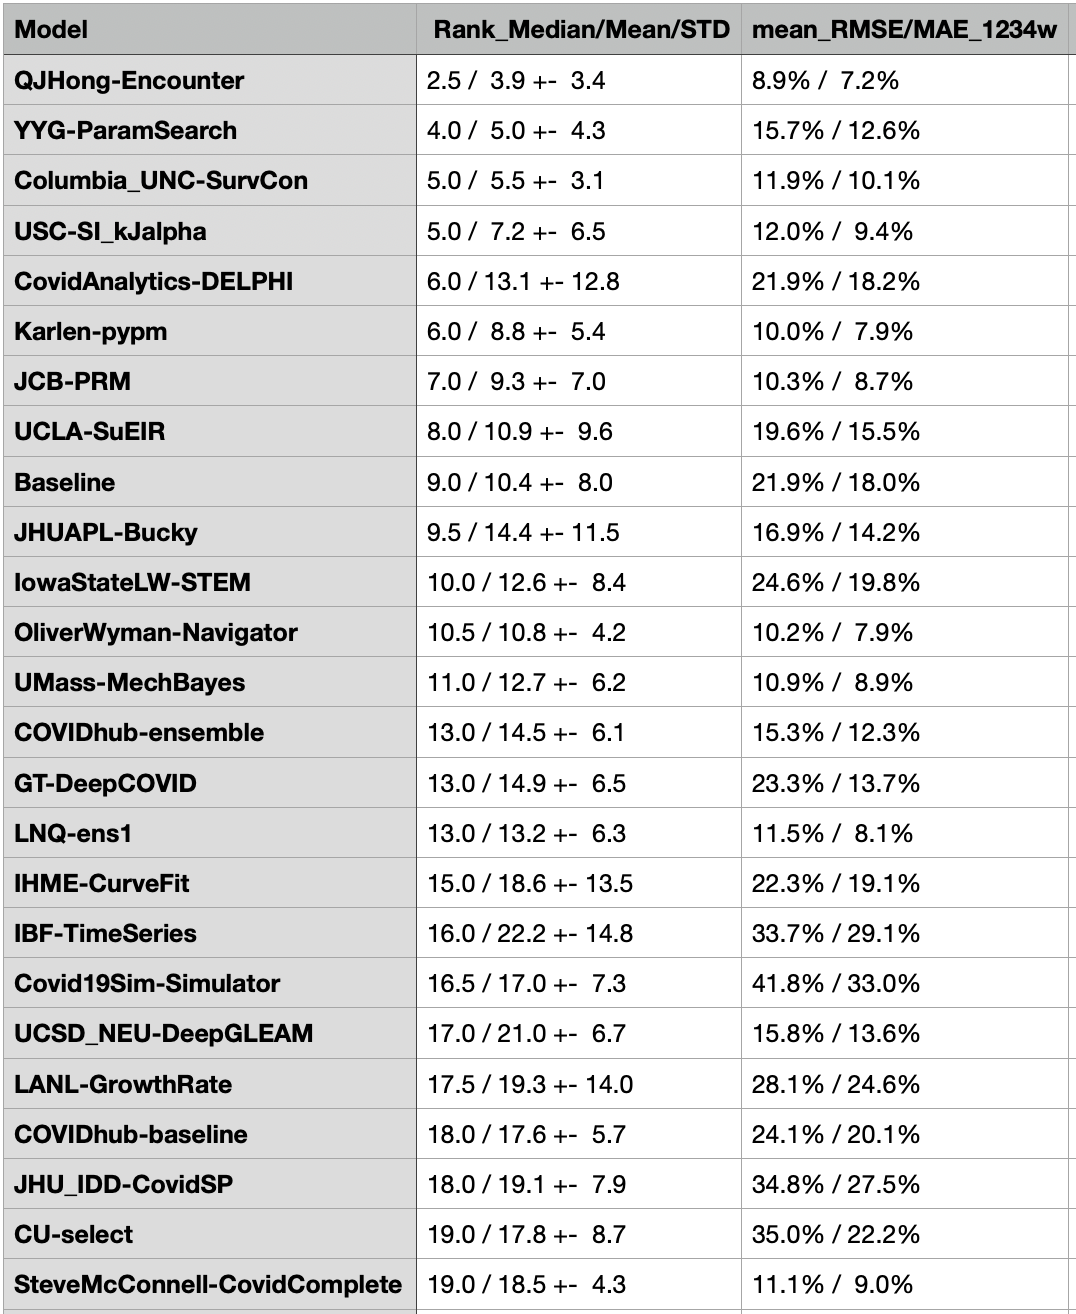 Model Rank_Median/Mean/STD mean_RMSE/MAE_1234w
QJHong-Encounter 2.5 / 3.9 +- 3.4 8.9% / 7.2%
YYG-ParamSearch 4.0 / 5.0 +- 4.3 15.7% / 12.6%
Columbia_UNC-SurvCon 5.0 / 5.5 +- 3.1 11.9% / 10.1%
USC-SI_kJalpha 5.0 / 7.2 +- 6.5 12.0% / 9.4%
CovidAnalytics-DELPHI 6.0 / 13.1 +- 12.8 21.9% / 18.2%
Karlen-pypm 6.0 / 8.8 +- 5.4 10.0% / 7.9%
JCB-PRM 7.0 / 9.3 +- 7.0 10.3% / 8.7%
UCLA-SuEIR 8.0 / 10.9 +- 9.6 19.6% / 15.5%
Baseline 9.0 / 10.4 +- 8.0 21.9% / 18.0%
JHUAPL-Bucky 9.5 / 14.4 +- 11.5 16.9% / 14.2%
IowaStateLW-STEM 10.0 / 12.6 +- 8.4 24.6% / 19.8%
OliverWyman-Navigator 10.5 / 10.8 +- 4.2 10.2% / 7.9%
UMass-MechBayes 11.0 / 12.7 +- 6.2 10.9% / 8.9%
COVIDhub-ensemble 13.0 / 14.5 +- 6.1 15.3% / 12.3%
GT-DeepCOVID 13.0 / 14.9 +- 6.5 23.3% / 13.7%
LNQ-ens1 13.0 / 13.2 +- 6.3 11.5% / 8.1%
IHME-CurveFit 15.0 / 18.6 +- 13.5 22.3% / 19.1%
IBF-TimeSeries 16.0 / 22.2 +- 14.8 33.7% / 29.1%
Covid19Sim-Simulator 16.5 / 17.0 +- 7.3 41.8% / 33.0%
UCSD_NEU-DeepGLEAM 17.0 / 21.0 +- 6.7 15.8% / 13.6%
LANL-GrowthRate 17.5 / 19.3 +- 14.0 28.1% / 24.6%
COVIDhub-baseline 18.0 / 17.6 +- 5.7 24.1% / 20.1%
JHU_IDD-CovidSP 18.0 / 19.1 +- 7.9 34.8% / 27.5%
CU-select 19.0 / 17.8 +- 8.7 35.0% / 22.2%
SteveMcConnell-CovidComplete 19.0 / 18.5 +- 4.3 11.1% / 9.0%